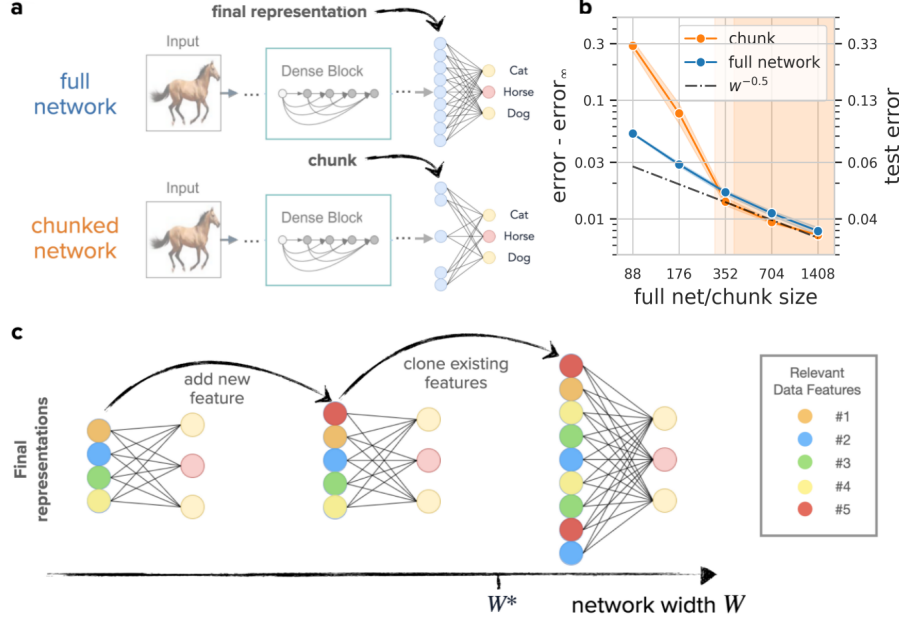 a
final representation
full
network
Input
...
Dense Block
...
Cat
Horse
Dog
chunk
chunked
network
Input
...
Dense Block
...
Cat
Horse
Dog
b
chunk
full network
w^{-0.5}
error - error_∞
0.3
0.1
0.03
0.01
test error
0.33
0.13
0.06
0.04
88 176 352 704 1408
full net/chunk size
c
Final
representations
add new
feature
clone existing
features
Relevant
Data Features
#1
#2
#3
#4
#5
W*
network width W